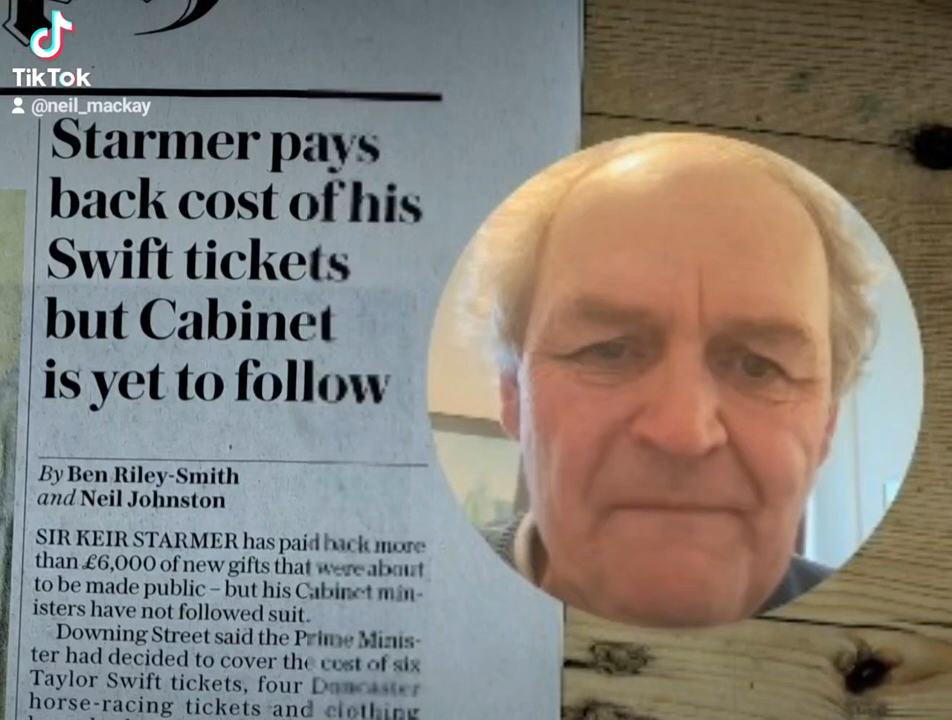 TikTok
@neil_mackay
Starmer pays
back cost of his
Swift tickets
but Cabinet
is yet to follow
By Ben Riley-Smith
and Neil Johnston
SIR KEIR STARMER has paid back more
than £6,000 of new gifts that were about
to be made public – but his Cabinet min-
isters have not followed suit.
Downing Street said the Prime Minis-
ter had decided to cover the cost of six
Taylor Swift tickets, four Doncaster
horse-racing tickets and clothing